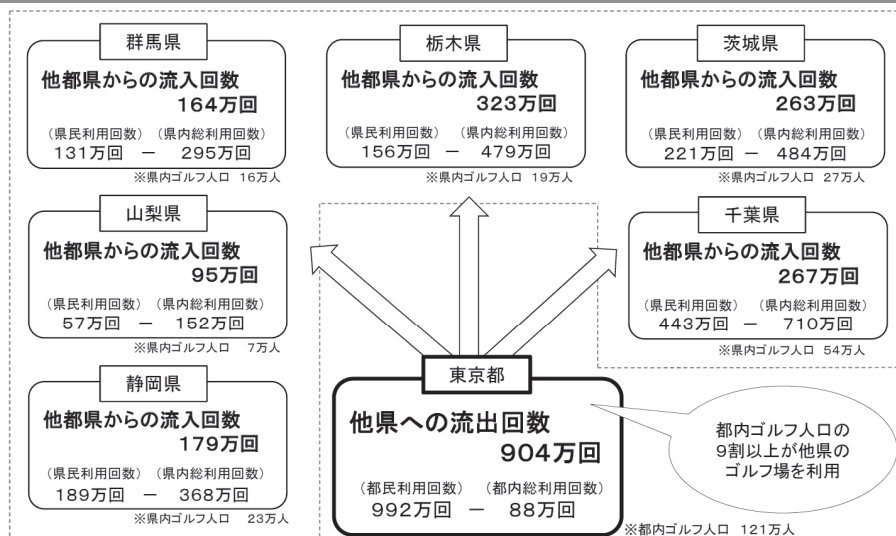 群馬県
他都県からの流入回数
164万回
（県民利用回数）（県内総利用回数）
131万回 － 295万回
※県内ゴルフ人口 16万人
栃木県
他都県からの流入回数
323万回
（県民利用回数）（県内総利用回数）
156万回 － 479万回
※県内ゴルフ人口 19万人
茨城県
他都県からの流入回数
263万回
（県民利用回数）（県内総利用回数）
221万回 － 484万回
※県内ゴルフ人口 27万人
山梨県
他都県からの流入回数
95万回
（県民利用回数）（県内総利用回数）
57万回 － 152万回
※県内ゴルフ人口 7万人
千葉県
他都県からの流入回数
267万回
（県民利用回数）（県内総利用回数）
443万回 － 710万回
※県内ゴルフ人口 54万人
静岡県
他都県からの流入回数
179万回
（県民利用回数）（県内総利用回数）
189万回 － 368万回
※県内ゴルフ人口 23万人
東京都
他県への流出回数
904万回
（都民利用回数）（都内総利用回数）
992万回 － 88万回
※都内ゴルフ人口 121万人
都内ゴルフ人口の
9割以上が他県の
ゴルフ場を利用